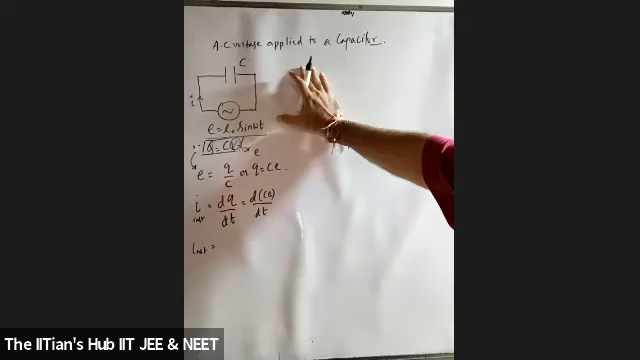 A.C voltage applied to a Capacitor.
C
i
~
e = e₀ sinωt
e
e = q/C or q = Ce.
i inst = dq/dt = d(Ce)/dt
i inst =
The IITian's Hub IIT JEE & NEET